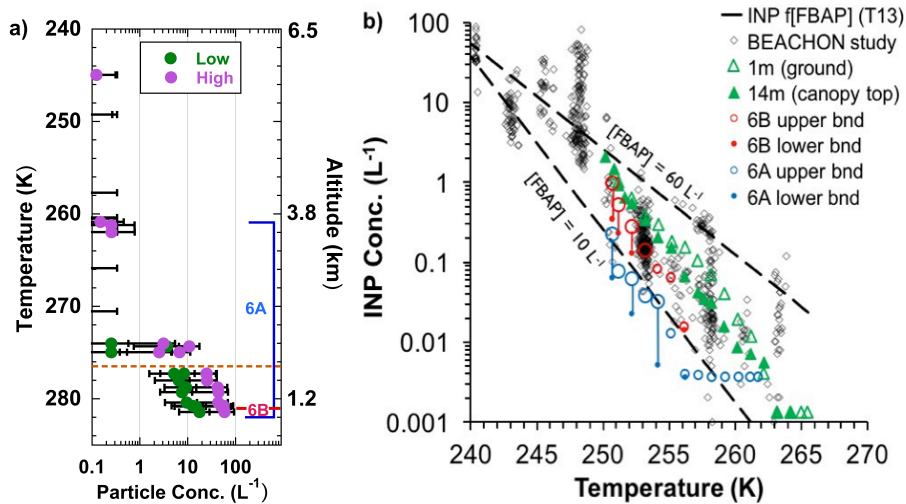 a)
240
250
260
270
280
Temperature (K)
Low
High
6A
6B
6.5
3.8
1.2
Altitude (km)
0.1 1 10 100
Particle Conc. (L-1)
b)
100
10
1
0.1
0.01
0.001
INP Conc. (L-1)
INP f[FBAP] (T13)
BEACHON study
1m (ground)
14m (canopy top)
6B upper bnd
6B lower bnd
6A upper bnd
6A lower bnd
[FBAP] = 60 L-1
[FBAP] = 10 L-1
240 245 250 255 260 265 270
Temperature (K)